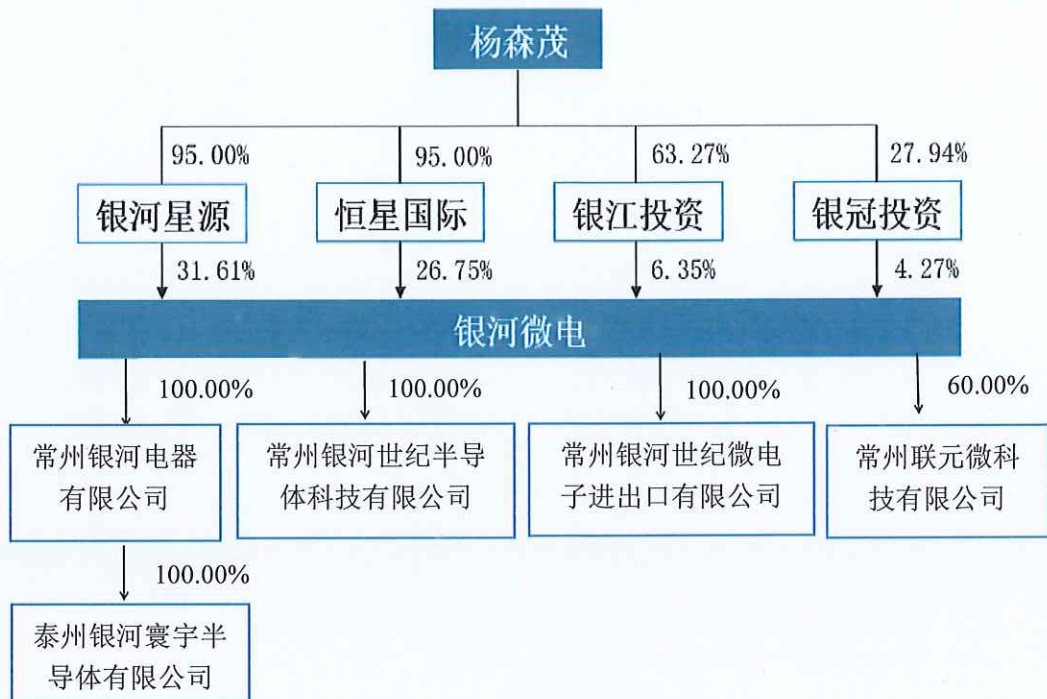 杨森茂
95.00%
95.00%
63.27%
27.94%
银河星源
恒星国际
银江投资
银冠投资
31.61%
26.75%
6.35%
4.27%
银河微电
100.00%
100.00%
100.00%
60.00%
常州银河电器
有限公司
常州银河世纪半导
体科技有限公司
常州银河世纪微电
子进出口有限公司
常州联元微科
技有限公司
100.00%
泰州银河寰宇半
导体有限公司